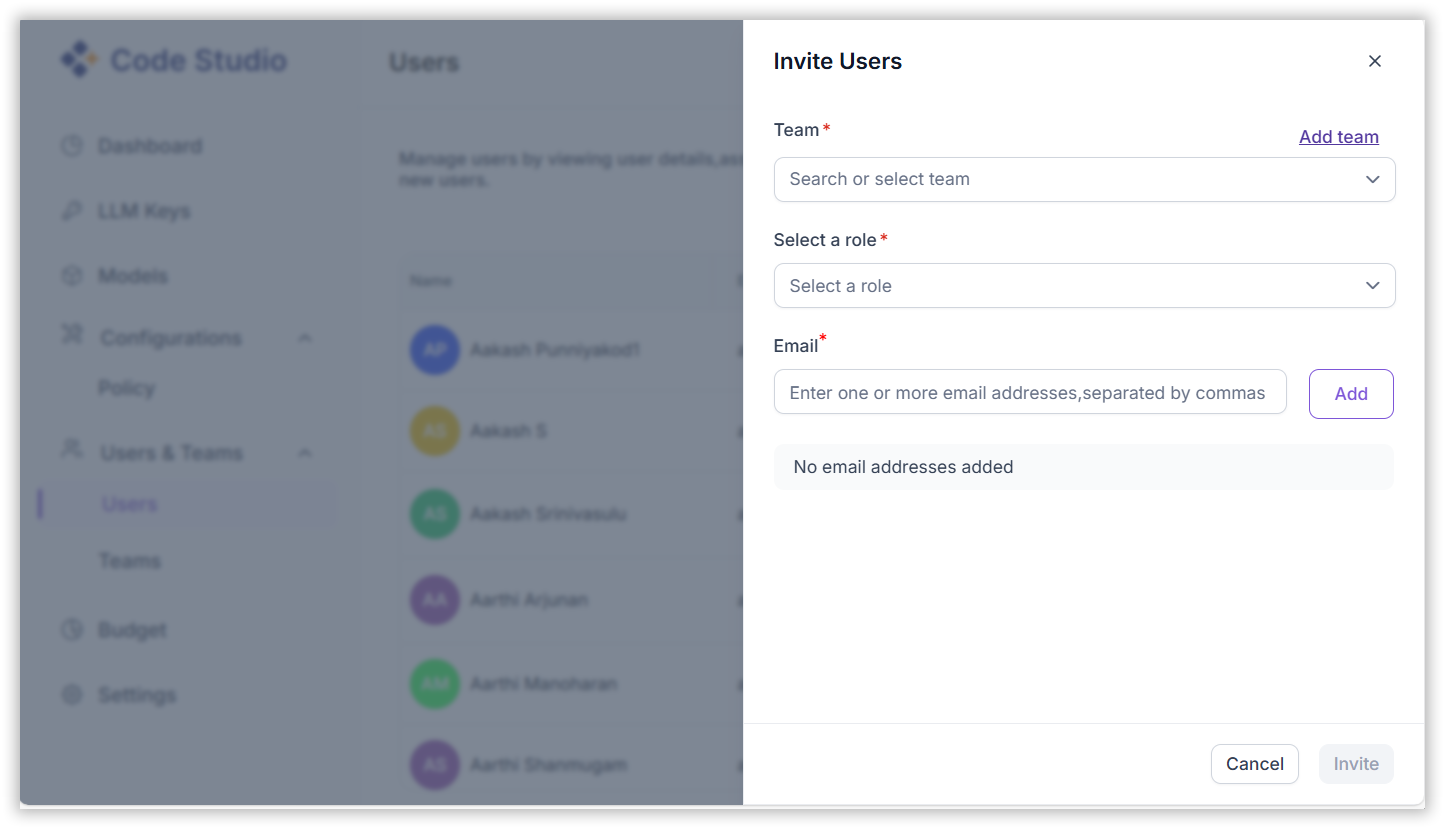 Code Studio
Dashboard
LLM Keys
Models
Configurations
Policy
Users & Teams
Users
Teams
Budget
Settings
Users
Manage users by viewing user details,ass
new users.
Name
AP Aakash Punniyakod1
AS Aakash S
AS Aakash Srinivasulu
AA Aarthi Arjunan
AM Aarthi Manoharan
AS Aarthi Shanmugam
Invite Users
Team*
Add team
Search or select team
Select a role*
Select a role
Email*
Enter one or more email addresses,separated by commas
Add
No email addresses added
Cancel
Invite